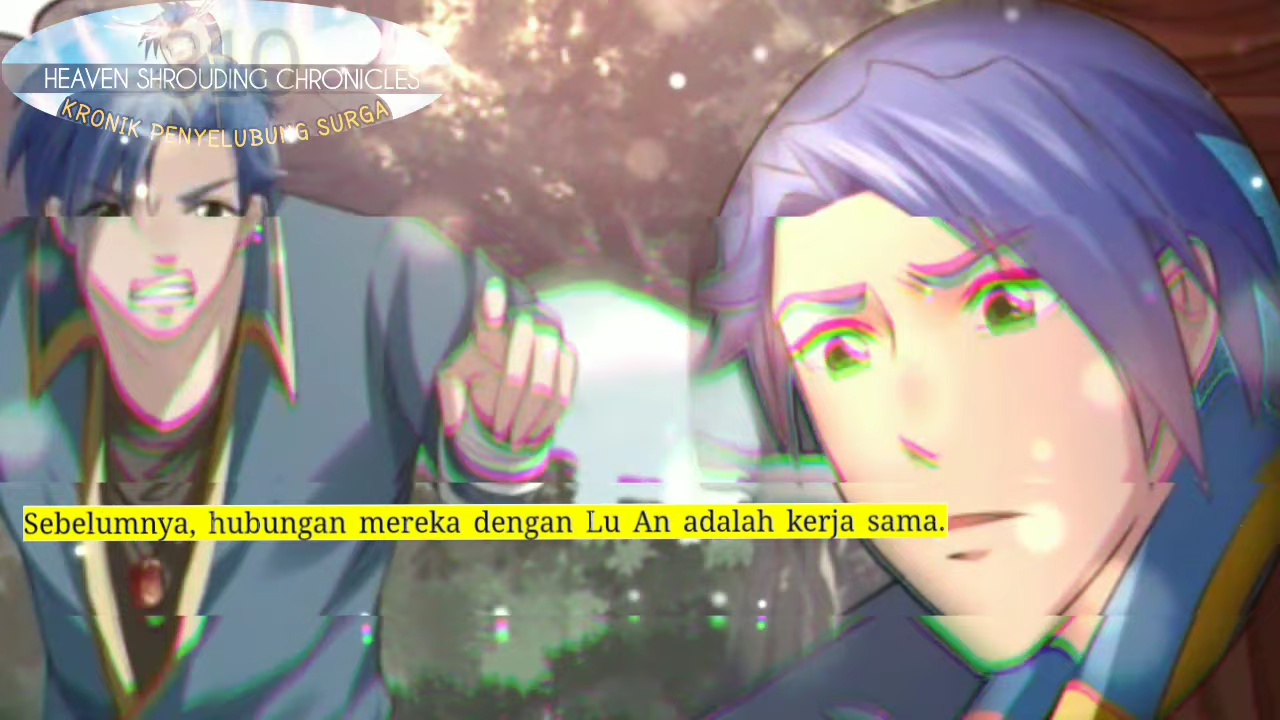 HEAVEN SHROUDING CHRONICLES
KRONIK PENYELUBUNG SURGA
Sebelumnya, hubungan mereka dengan Lu An adalah kerja sama.